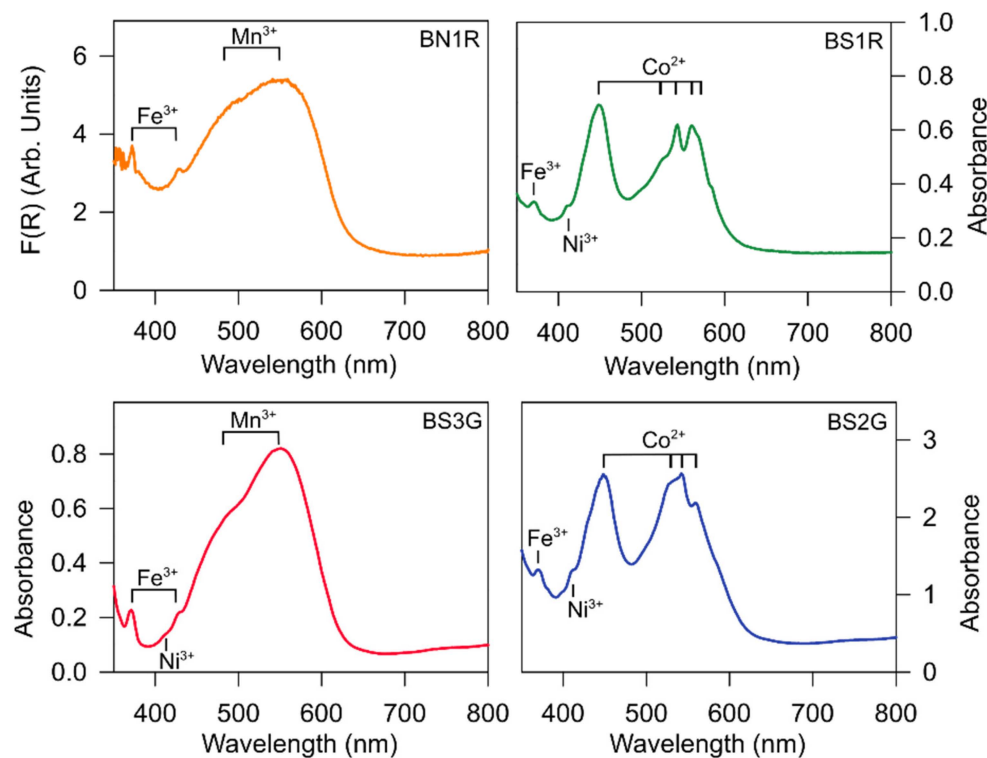 BN1R
Mn³⁺
Fe³⁺
6
4
2
0
F(R) (Arb. Units)
400 500 600 700 800
Wavelength (nm)
BS1R
Co²⁺
Fe³⁺
Ni³⁺
1.0
0.8
0.6
0.4
0.2
0.0
Absorbance
400 500 600 700 800
Wavelength (nm)
BS3G
Mn³⁺
Fe³⁺
Ni³⁺
0.8
0.6
0.4
0.2
0.0
Absorbance
400 500 600 700 800
Wavelength (nm)
BS2G
Co²⁺
Fe³⁺
Ni³⁺
3
2
1
0
Absorbance
400 500 600 700 800
Wavelength (nm)